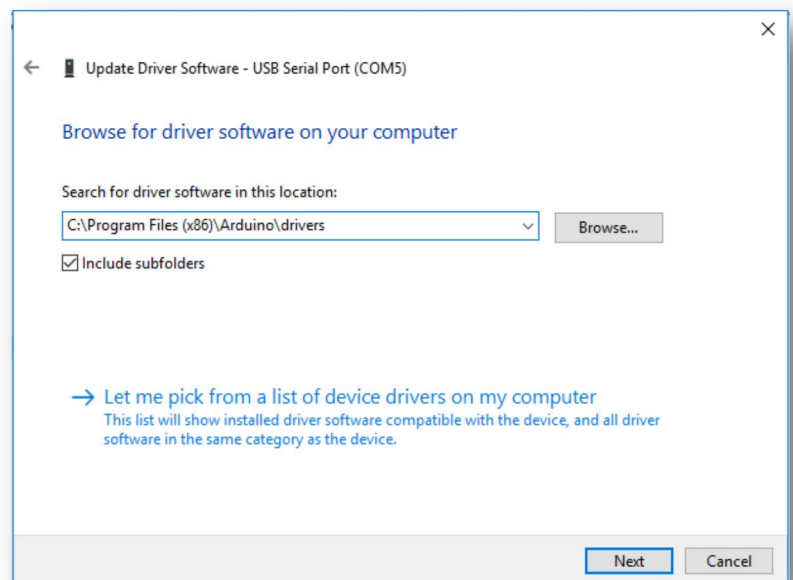 Update Driver Software - USB Serial Port (COM5)
Browse for driver software on your computer
Search for driver software in this location:
C:\Program Files (x86)\Arduino\drivers
Browse...
Include subfolders
Let me pick from a list of device drivers on my computer
This list will show installed driver software compatible with the device, and all driver
software in the same category as the device.
Next Cancel